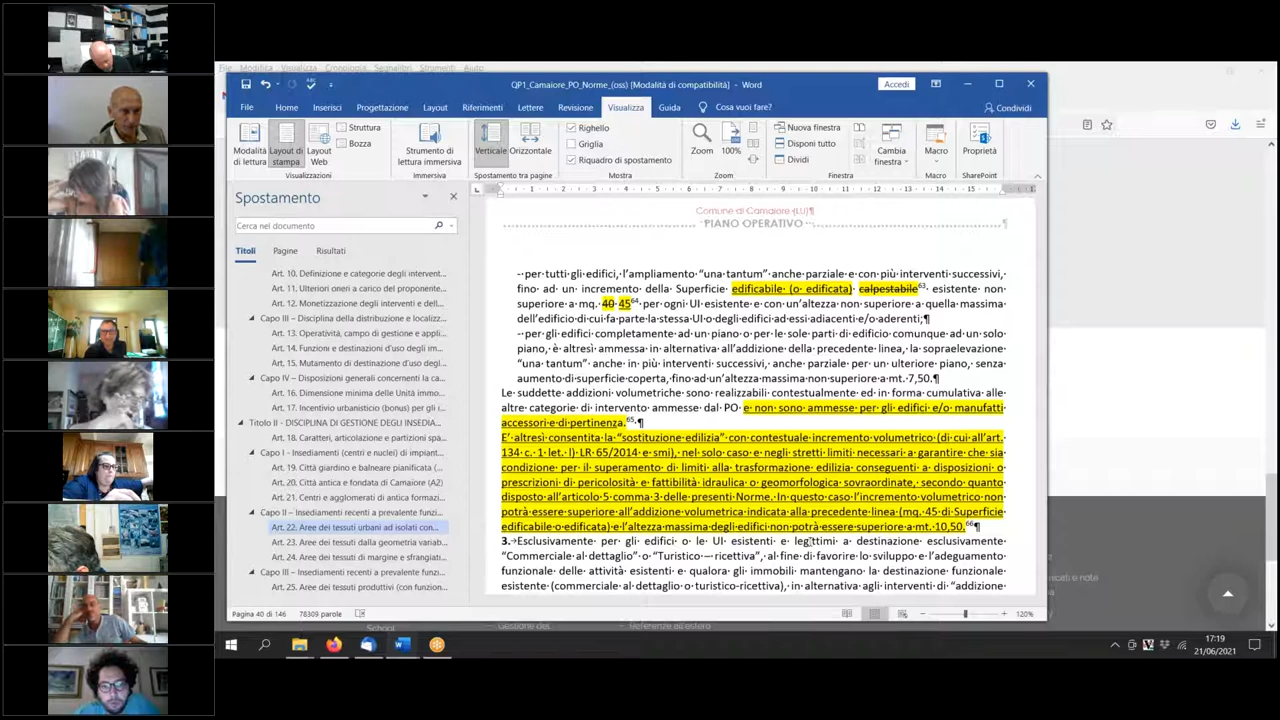 File Modifica Visualizza Cronologia Segnalibri Strumenti Aiuto
QP1_Camaiore_PO_Norme_(oss) [Modalità di compatibilità] - Word
Accedi
File Home Inserisci Progettazione Layout Riferimenti Lettere Revisione Visualizza Guida Cosa vuoi fare? Condividi
Modalità di lettura
Layout di stampa
Layout Web
Struttura
Bozza
Visualizzazioni
Strumento di lettura immersiva
Immersiva
Verticale
Orizzontale
Spostamento tra pagine
Righello
Griglia
Riquadro di spostamento
Mostra
Zoom
100%
Zoom
Nuova finestra
Disponi tutto
Dividi
Cambia finestra
Finestra
Macro
Macro
Proprietà
SharePoint
Spostamento
Cerca nel documento
Titoli Pagine Risultati
Art. 10. Definizione e categorie degli intervent...
Art. 11. Ulteriori oneri a carico del proponente...
Art. 12. Monetizzazione degli interventi e dell...
Capo III – Disciplina della distribuzione e localizz...
Art. 13. Operatività, campo di gestione e appli...
Art. 14. Funzioni e destinazioni d'uso degli im...
Art. 15. Mutamento di destinazione d'uso degl...
Capo IV – Disposizioni generali concernenti la ca...
Art. 16. Dimensione minima delle Unità immo...
Art. 17. Incentivo urbanistico (bonus) per gli i...
Titolo II - DISCIPLINA DI GESTIONE DEGLI INSEDIA...
Art. 18. Caratteri, articolazione e partizioni spa...
Capo I - Insediamenti (centri e nuclei) di impian...
Art. 19. Città giardino e balneare pianificata (...
Art. 20. Città antica e fondata di Camaiore (A2)
Art. 21. Centri e agglomerati di antica formazi...
Capo II – Insediamenti recenti a prevalente funzi...
Art. 22. Aree dei tessuti urbani ad isolati con...
Art. 23. Aree dei tessuti dalla geometria variab...
Art. 24. Aree dei tessuti di margine e sfrangiati...
Capo III – Insediamenti recenti a prevalente funzi...
Art. 25. Aree dei tessuti produttivi (con funzion...
Comune di Camaiore (LU)¶
PIANO OPERATIVO ¶
- per tutti gli edifici, l'ampliamento "una tantum" anche parziale e con più interventi successivi,
fino ad un incremento della Superficie edificabile (o edificata) calpestabile63 esistente non
superiore a mq. 40 4564 per ogni UI esistente e con un'altezza non superiore a quella massima
dell'edificio di cui fa parte la stessa UI o degli edifici ad essi adiacenti e/o aderenti;¶
- per gli edifici completamente ad un piano o per le sole parti di edificio comunque ad un solo
piano, è altresì ammessa in alternativa all'addizione della precedente linea, la sopraelevazione
"una tantum" anche in più interventi parziali, per un ulteriore piano, senza
aumento di superficie coperta, fino ad un'altezza massima non superiore a mt. 7,50.¶
Le suddette addizioni volumetriche sono realizzabili contestualmente ed in forma cumulativa alle
altre categorie di intervento ammesse dal PO e non sono ammesse per gli edifici e/o manufatti
accessori e di pertinenza.65 ¶
E' altresì consentita la "sostituzione edilizia" con contestuale incremento volumetrico (di cui all'art.
134 c. 1 let. l) LR 65/2014 e smi), nel solo caso e negli stretti limiti necessari a garantire che sia
condizione per il superamento di limiti alla trasformazione edilizia conseguenti a disposizioni o
prescrizioni di pericolosità e fattibilità idraulica o geomorfologica sovraordinate, secondo quanto
disposto all'articolo 5 comma 3 delle presenti Norme. In questo caso l'incremento volumetrico non
potrà essere superiore all'addizione volumetrica indicata alla precedente linea (mq. 45 di Superficie
edificabile o edificata) e l'altezza massima degli edifici non potrà essere superiore a mt. 10,50.66¶
3. Esclusivamente per gli edifici o le UI esistenti e legittimi a destinazione esclusivamente
"Commerciale al dettaglio" o "Turistico – ricettiva", al fine di favorire lo sviluppo e l'adeguamento
funzionale delle attività esistenti e qualora gli immobili mantengano la destinazione funzionale
esistente (commerciale al dettaglio o turistico-ricettiva), in alternativa agli interventi di "addizione
Pagina 40 di 146 78309 parole 120%
School Gestione dei Referenze all'estero
17:19
21/06/2021